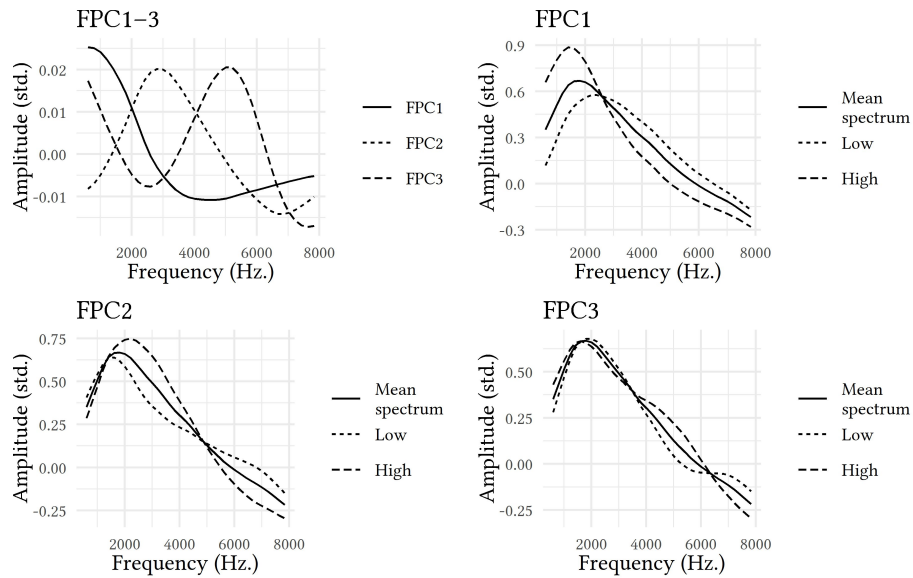 FPC1–3
Amplitude (std.)
0.02
0.01
0.00
-0.01
2000 4000 6000 8000
Frequency (Hz.)
FPC1
FPC2
FPC3
FPC1
Amplitude (std.)
0.9
0.6
0.3
0.0
-0.3
2000 4000 6000 8000
Frequency (Hz.)
Mean
spectrum
Low
High
FPC2
Amplitude (std.)
0.75
0.50
0.25
0.00
-0.25
2000 4000 6000 8000
Frequency (Hz.)
Mean
spectrum
Low
High
FPC3
Amplitude (std.)
0.50
0.25
0.00
-0.25
2000 4000 6000 8000
Frequency (Hz.)
Mean
spectrum
Low
High